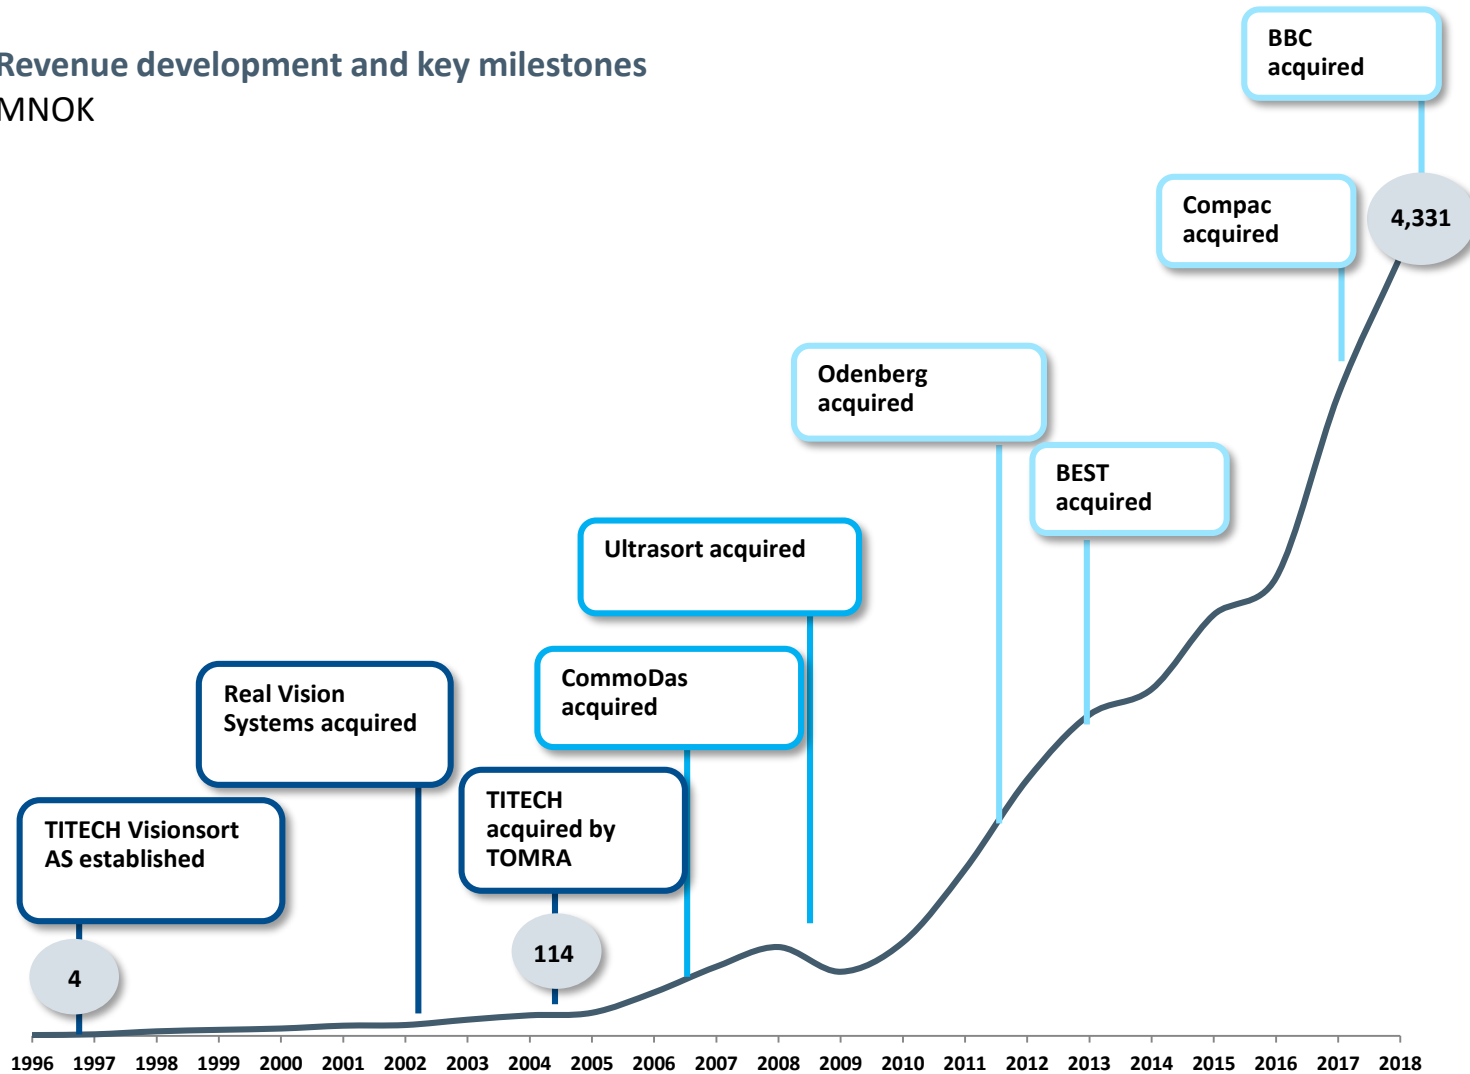 Revenue development and key milestones
MNOK
BBC
acquired
Compac
acquired
4,331
Odenberg
acquired
BEST
acquired
Ultrasort acquired
CommoDas
acquired
Real Vision
Systems acquired
TITECH
acquired by
TOMRA
TITECH Visionsort
AS established
114
4
1996 1997 1998 1999 2000 2001 2002 2003 2004 2005 2006 2007 2008 2009 2010 2011 2012 2013 2014 2015 2016 2017 2018